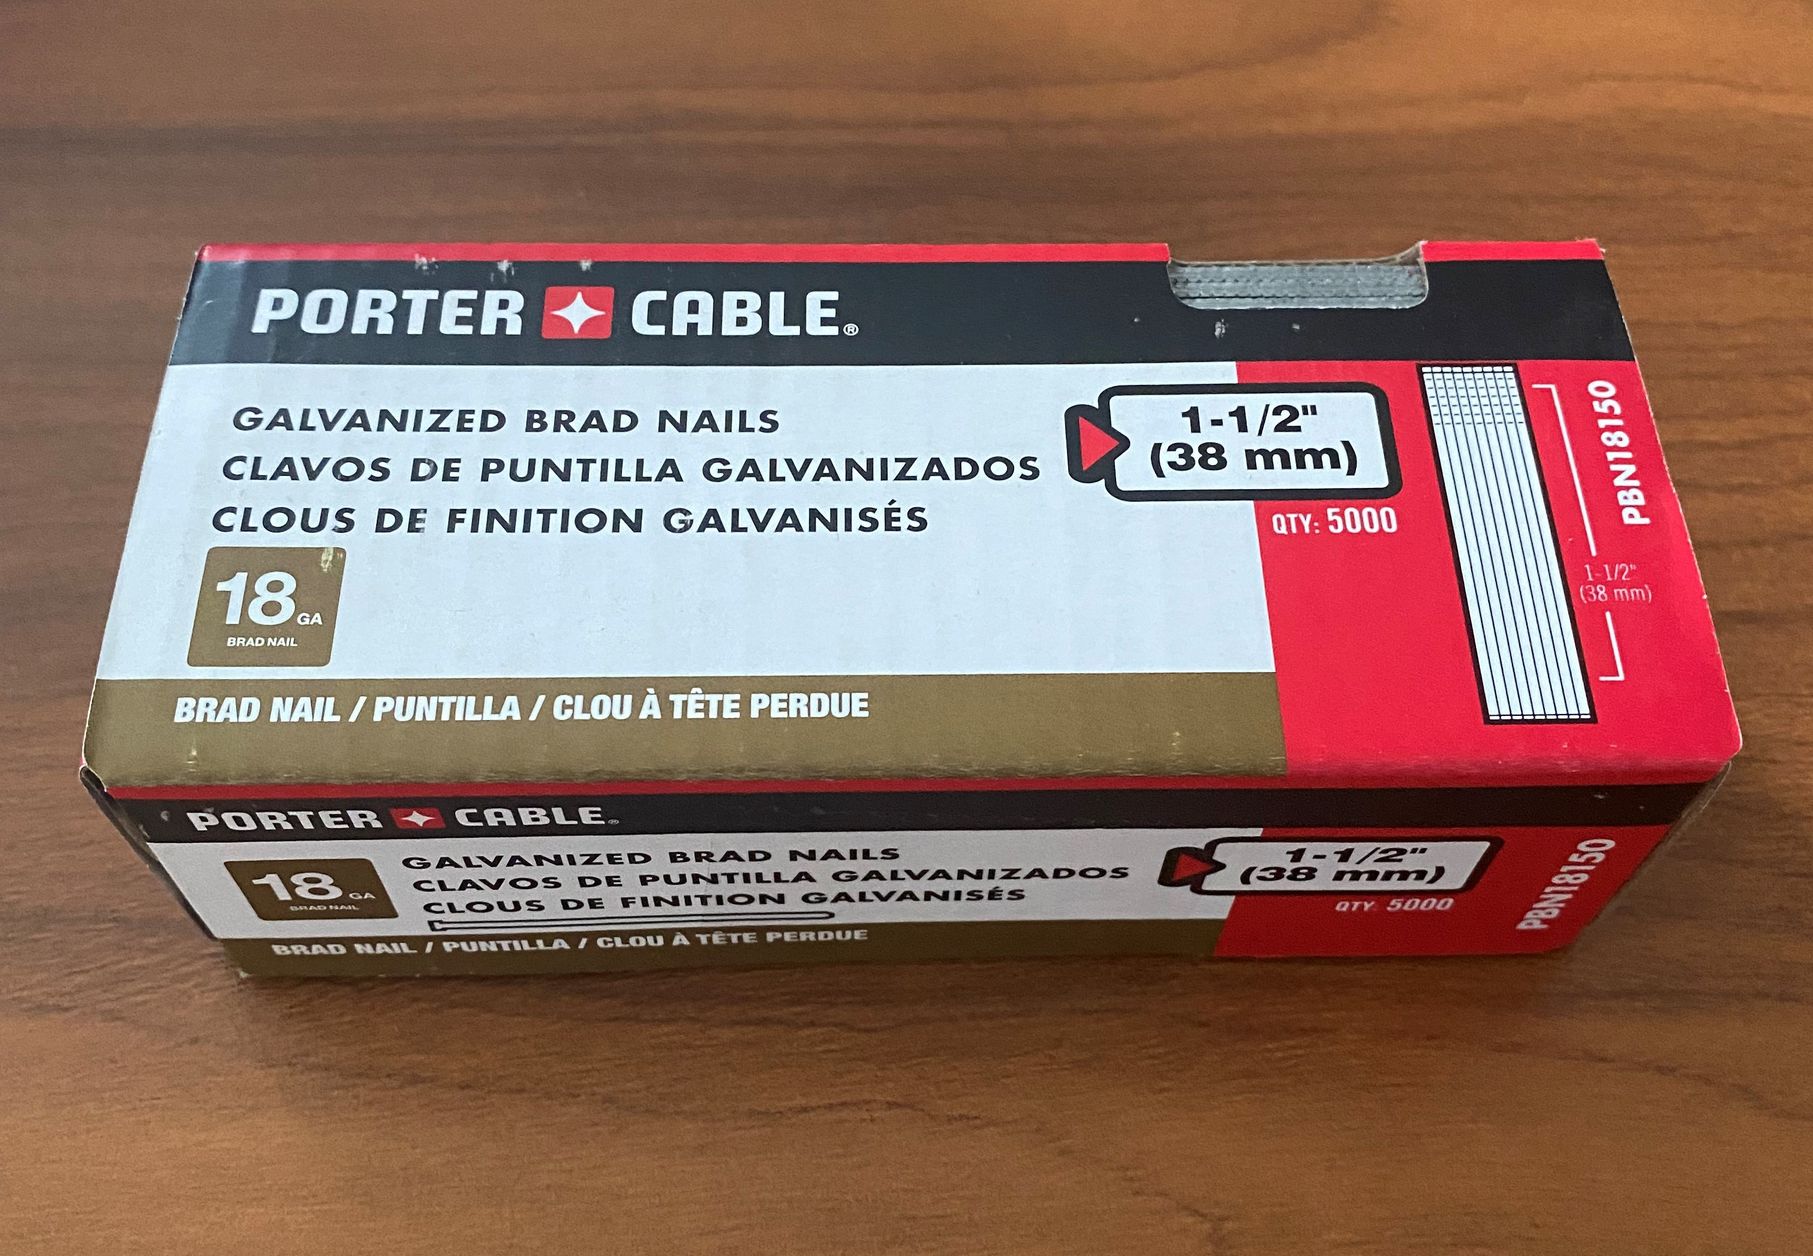 PORTER CABLE®
GALVANIZED BRAD NAILS
CLAVOS DE PUNTILLA GALVANIZADOS
CLOUS DE FINITION GALVANISÉS
18 GA
BRAD NAIL
BRAD NAIL / PUNTILLA / CLOU À TÊTE PERDUE
1-1/2"
(38 mm)
QTY: 5000
1-1/2"
(38 mm)
PBN18150
PORTER CABLE®
18 GA
BRAD NAIL
GALVANIZED BRAD NAILS
CLAVOS DE PUNTILLA GALVANIZADOS
CLOUS DE FINITION GALVANISÉS
BRAD NAIL / PUNTILLA / CLOU À TÊTE PERDUE
1-1/2"
(38 mm)
QTY: 5000
PBN18150